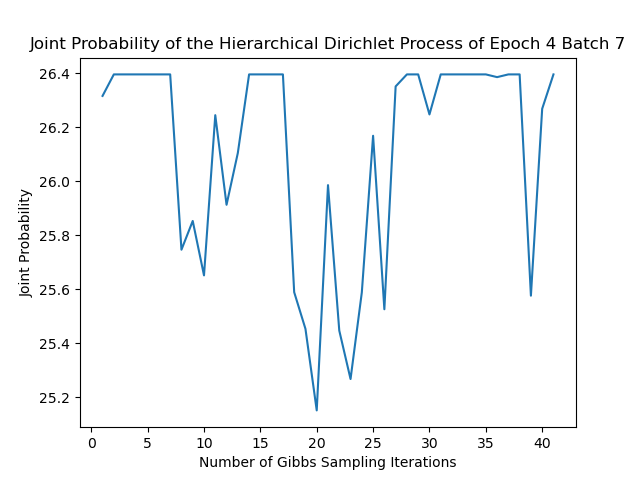 Joint Probability of the Hierarchical Dirichlet Process of Epoch 4 Batch 7
Joint Probability
26.4
26.2
26.0
25.8
25.6
25.4
25.2
0 5 10 15 20 25 30 35 40
Number of Gibbs Sampling Iterations